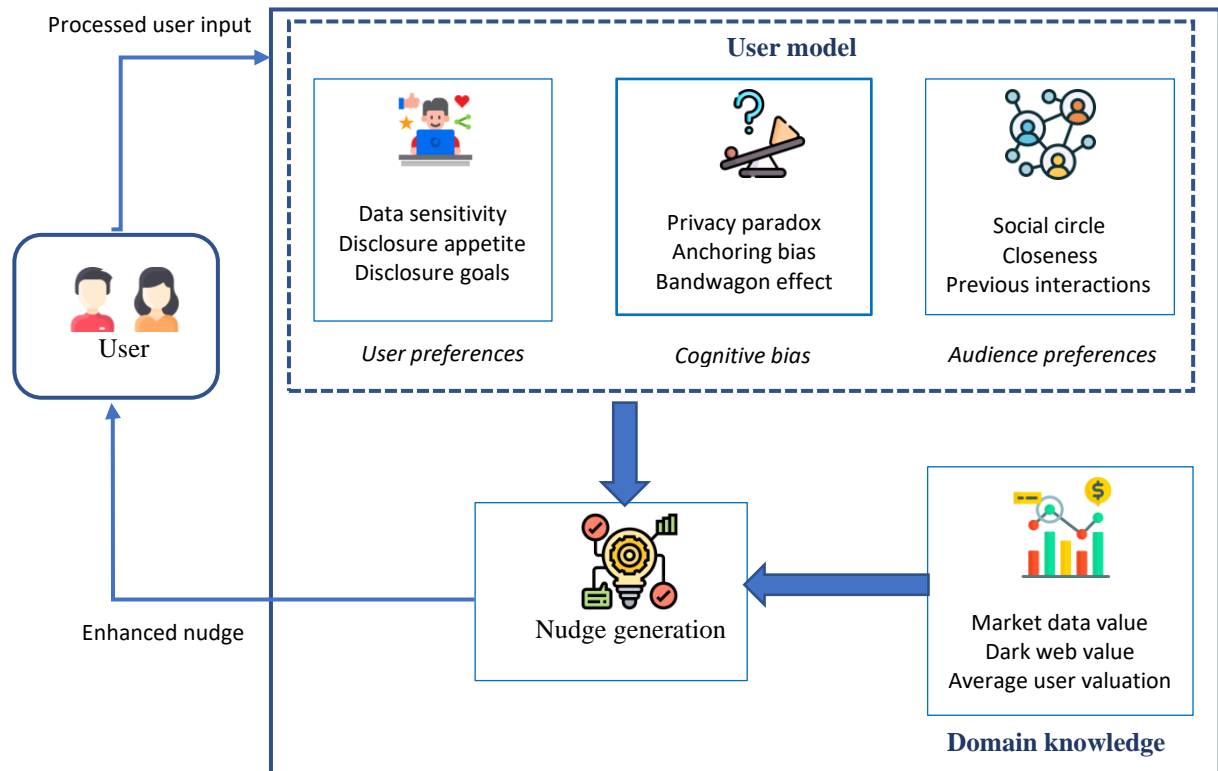 Processed user input
User model
Data sensitivity
Disclosure appetite
Disclosure goals
User preferences
Privacy paradox
Anchoring bias
Bandwagon effect
Cognitive bias
Social circle
Closeness
Previous interactions
Audience preferences
User
Enhanced nudge
Nudge generation
$
Market data value
Dark web value
Average user valuation
Domain knowledge